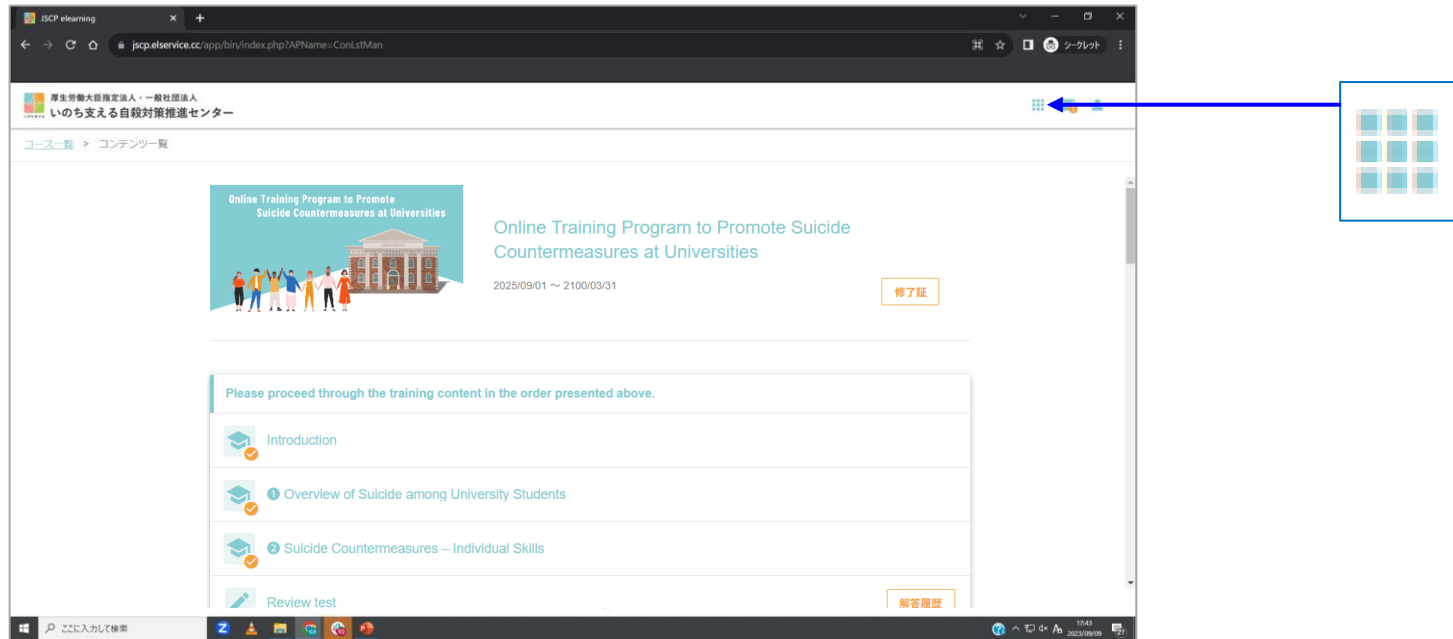 JSCP elearning
jscp.elservice.cc/app/bin/index.php?APName=ConLstMan
シークレット
厚生労働大臣指定法人・一般社団法人
いのち支える自殺対策推進センター
コース一覧 > コンテンツ一覧
Online Training Program to Promote
Suicide Countermeasures at Universities
Online Training Program to Promote Suicide
Countermeasures at Universities
2025/09/01 ～ 2100/03/31
修了証
Please proceed through the training content in the order presented above.
Introduction
❶ Overview of Suicide among University Students
❷ Suicide Countermeasures – Individual Skills
Review test
解答履歴
ここに入力して検索
17:43
2023/09/09